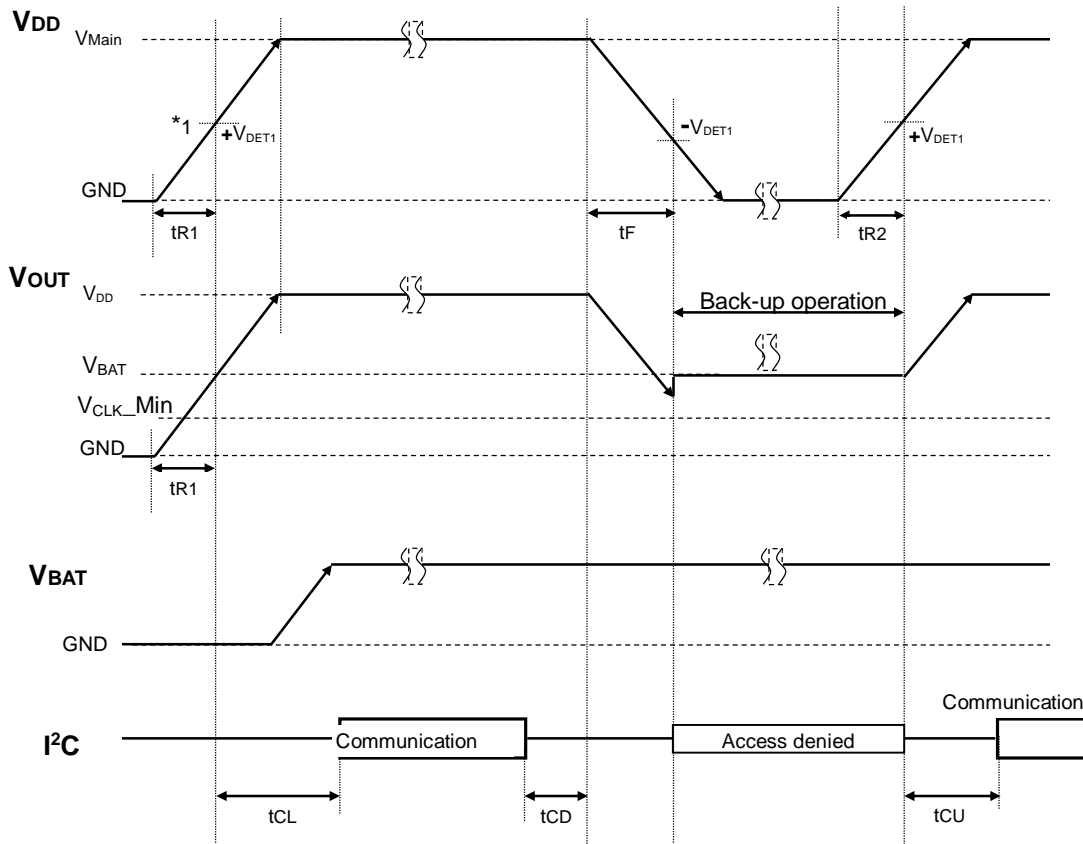 VDD
VMain
*1
+VDET1
-VDET1
+VDET1
GND
tR1
tF
tR2
VOUT
VDD
Back-up operation
VBAT
VCLK_Min
GND
tR1
VBAT
GND
Communication
I²C
Communication
Access denied
tCL
tCD
tCU